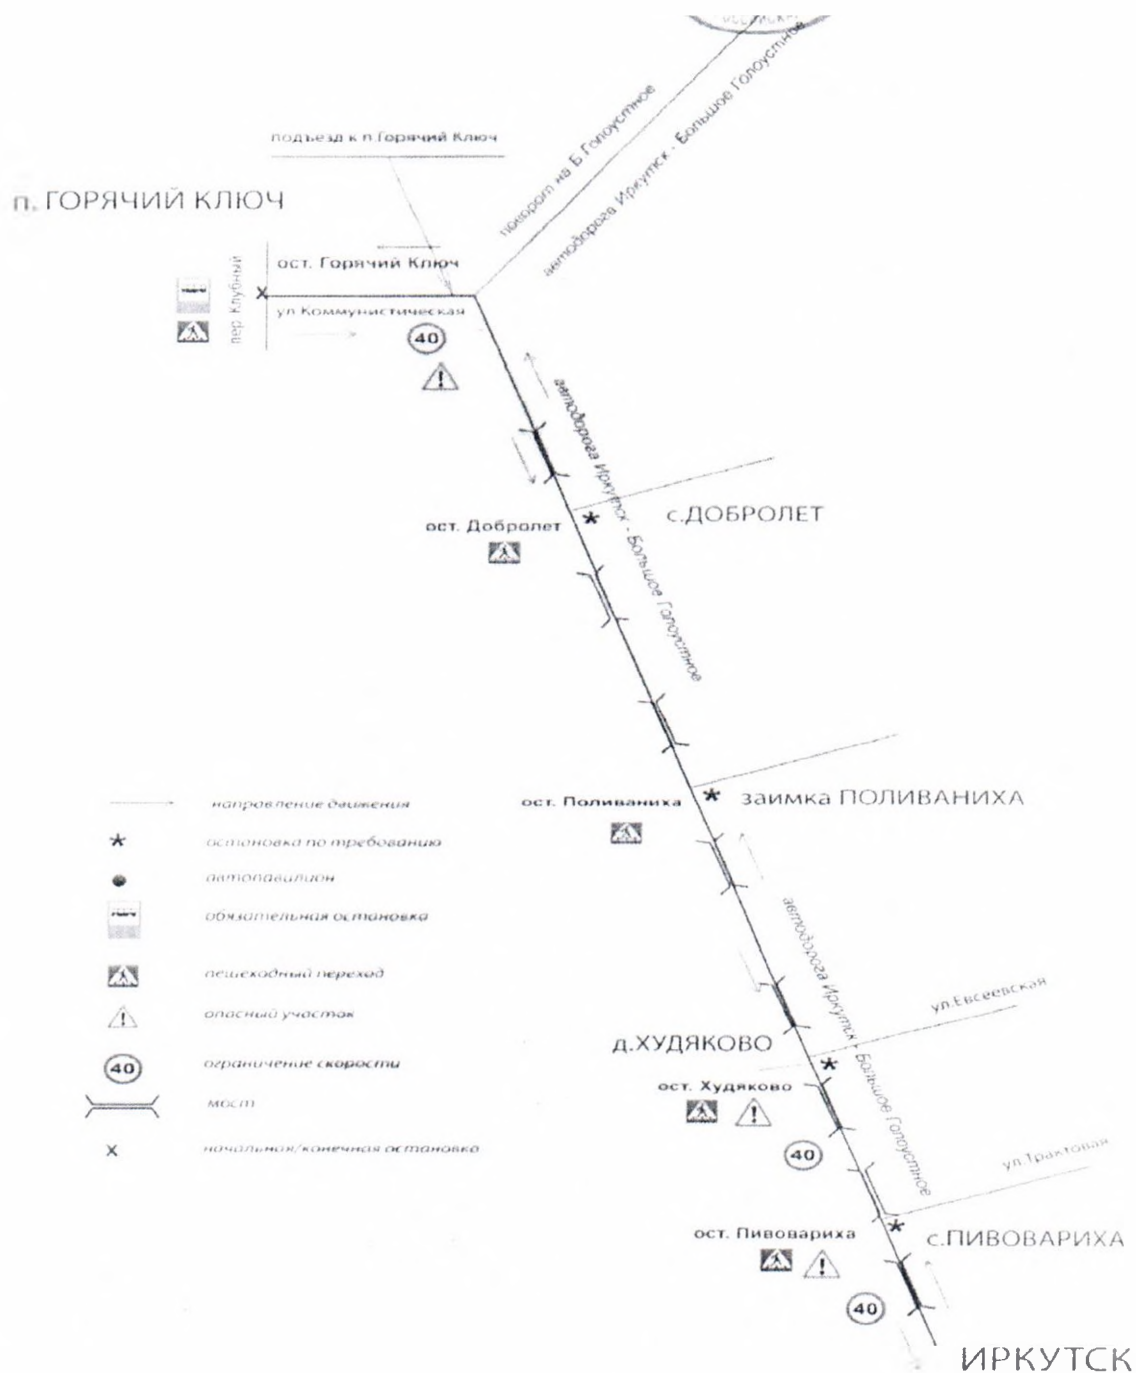 поворот на Б.Голоустное
автодорога Иркутск - Большое Голоустное
подъезд к п.Горячий Ключ
п. ГОРЯЧИЙ КЛЮЧ
ост. Горячий Ключ
пер. Клубный
х
ул Коммунистическая
40
автодорога Иркутск - Большое Голоустное
ост. Добролет
с.ДОБРОЛЕТ
ост. Поливаниха
заимка ПОЛИВАНИХА
направление движения
остановка по требованию
автопавилион
обязательная остановка
пешеходный переход
опасный участок
40
ограничение скорости
мост
х
начальная/конечная остановка
автодорога Иркутск - Большое Голоустное
ул.Евсеевская
д.ХУДЯКОВО
ост. Худяково
40
ул.Трактовая
ост. Пивовариха
с.ПИВОВАРИХА
40
ИРКУТСК